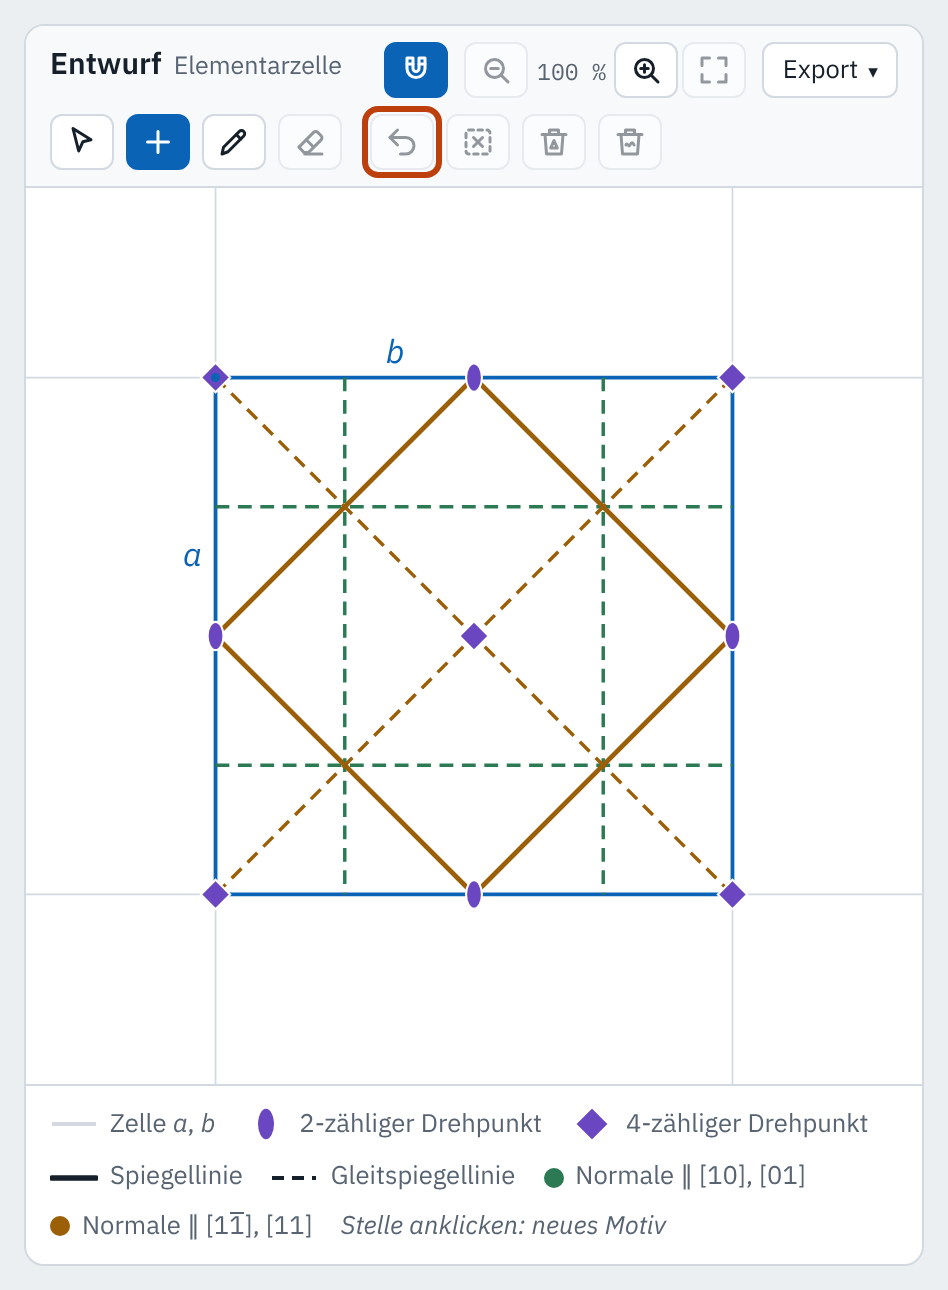 Entwurf Elementarzelle 100 % Export ▾
b
a
Zelle a, b 2-zähliger Drehpunkt 4-zähliger Drehpunkt
Spiegellinie Gleitspiegellinie Normale ∥ [10], [01]
Normale ∥ [11̅], [11] Stelle anklicken: neues Motiv